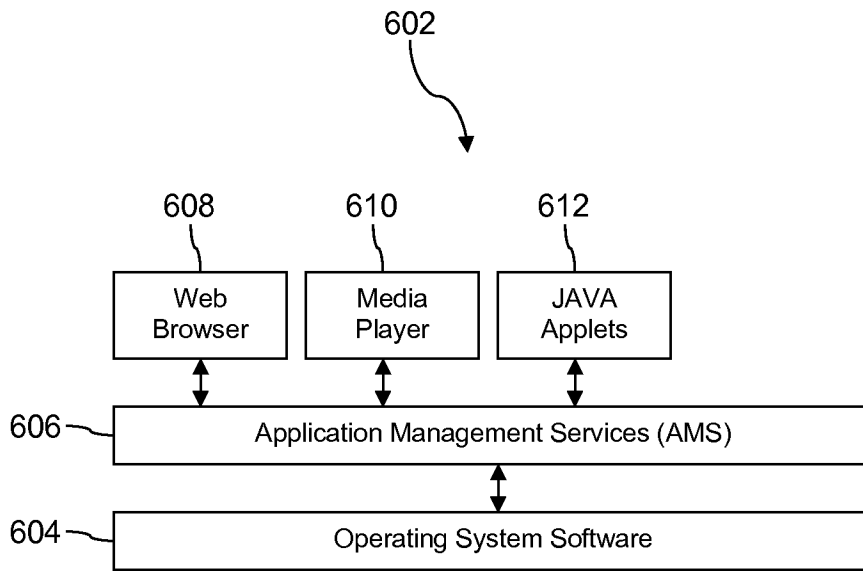 602
608
610
612
Web
Browser
Media
Player
JAVA
Applets
606
Application Management Services (AMS)
604
Operating System Software